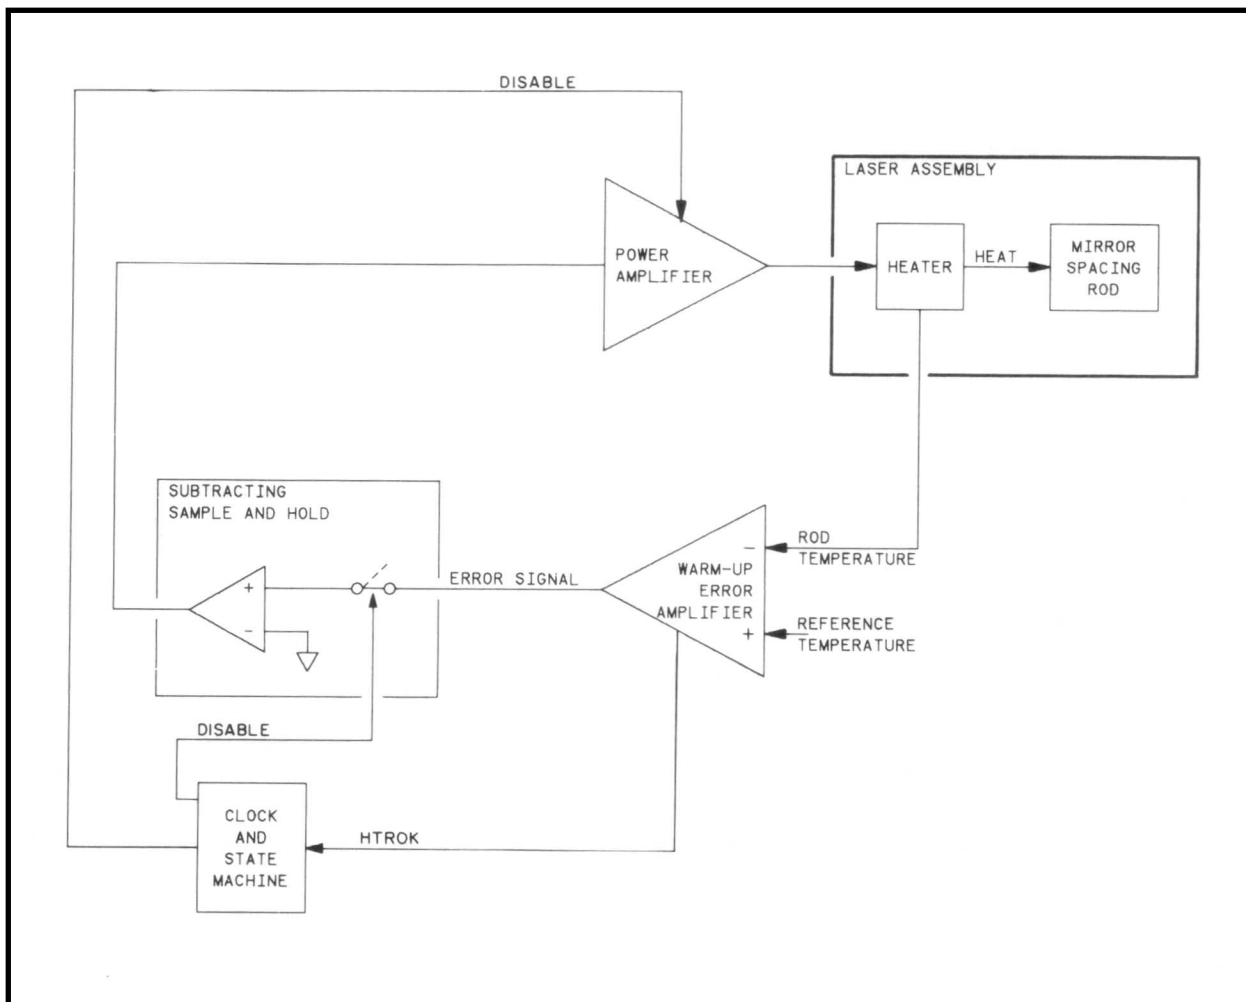 DISABLE
LASER ASSEMBLY
POWER
AMPLIFIER
HEATER
HEAT
MIRROR
SPACING
ROD
SUBTRACTING
SAMPLE AND HOLD
+
−
ERROR SIGNAL
WARM-UP
ERROR
AMPLIFIER
−
+
ROD
TEMPERATURE
REFERENCE
TEMPERATURE
DISABLE
CLOCK
AND
STATE
MACHINE
HTROK